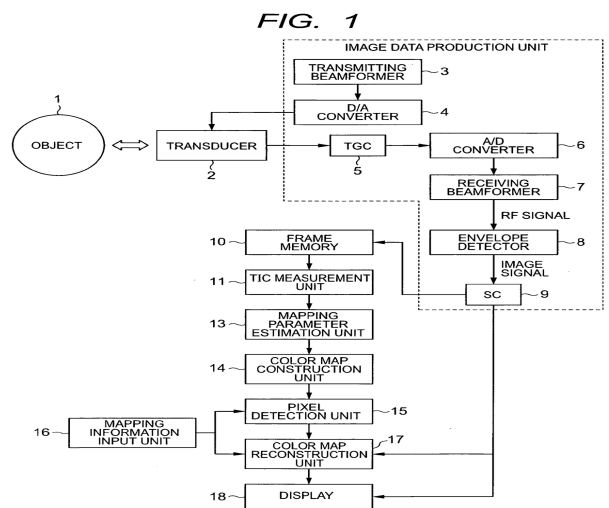 FIG. 1
IMAGE DATA PRODUCTION UNIT
TRANSMITTING
BEAMFORMER
3
1
D/A
CONVERTER
4
OBJECT
TRANSDUCER
2
TGC
5
A/D
CONVERTER
6
RECEIVING
BEAMFORMER
7
RF SIGNAL
10
FRAME
MEMORY
ENVELOPE
DETECTOR
8
IMAGE
SIGNAL
11
TIC MEASUREMENT
UNIT
SC
9
13
MAPPING
PARAMETER
ESTIMATION UNIT
14
COLOR MAP
CONSTRUCTION
UNIT
PIXEL
DETECTION UNIT
15
16
MAPPING
INFORMATION
INPUT UNIT
17
COLOR MAP
RECONSTRUCTION
UNIT
18
DISPLAY